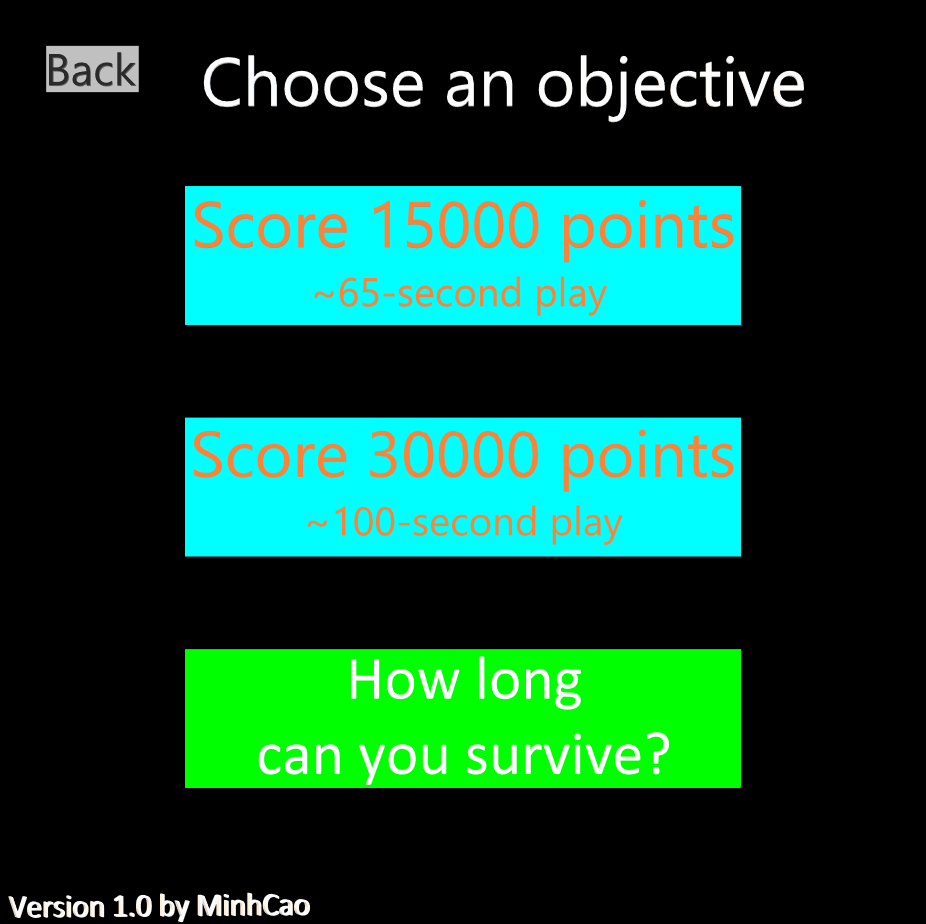 Back
Choose an objective
Score 15000 points
~65-second play
Score 30000 points
~100-second play
How long
can you survive?
Version 1.0 by MinhCao